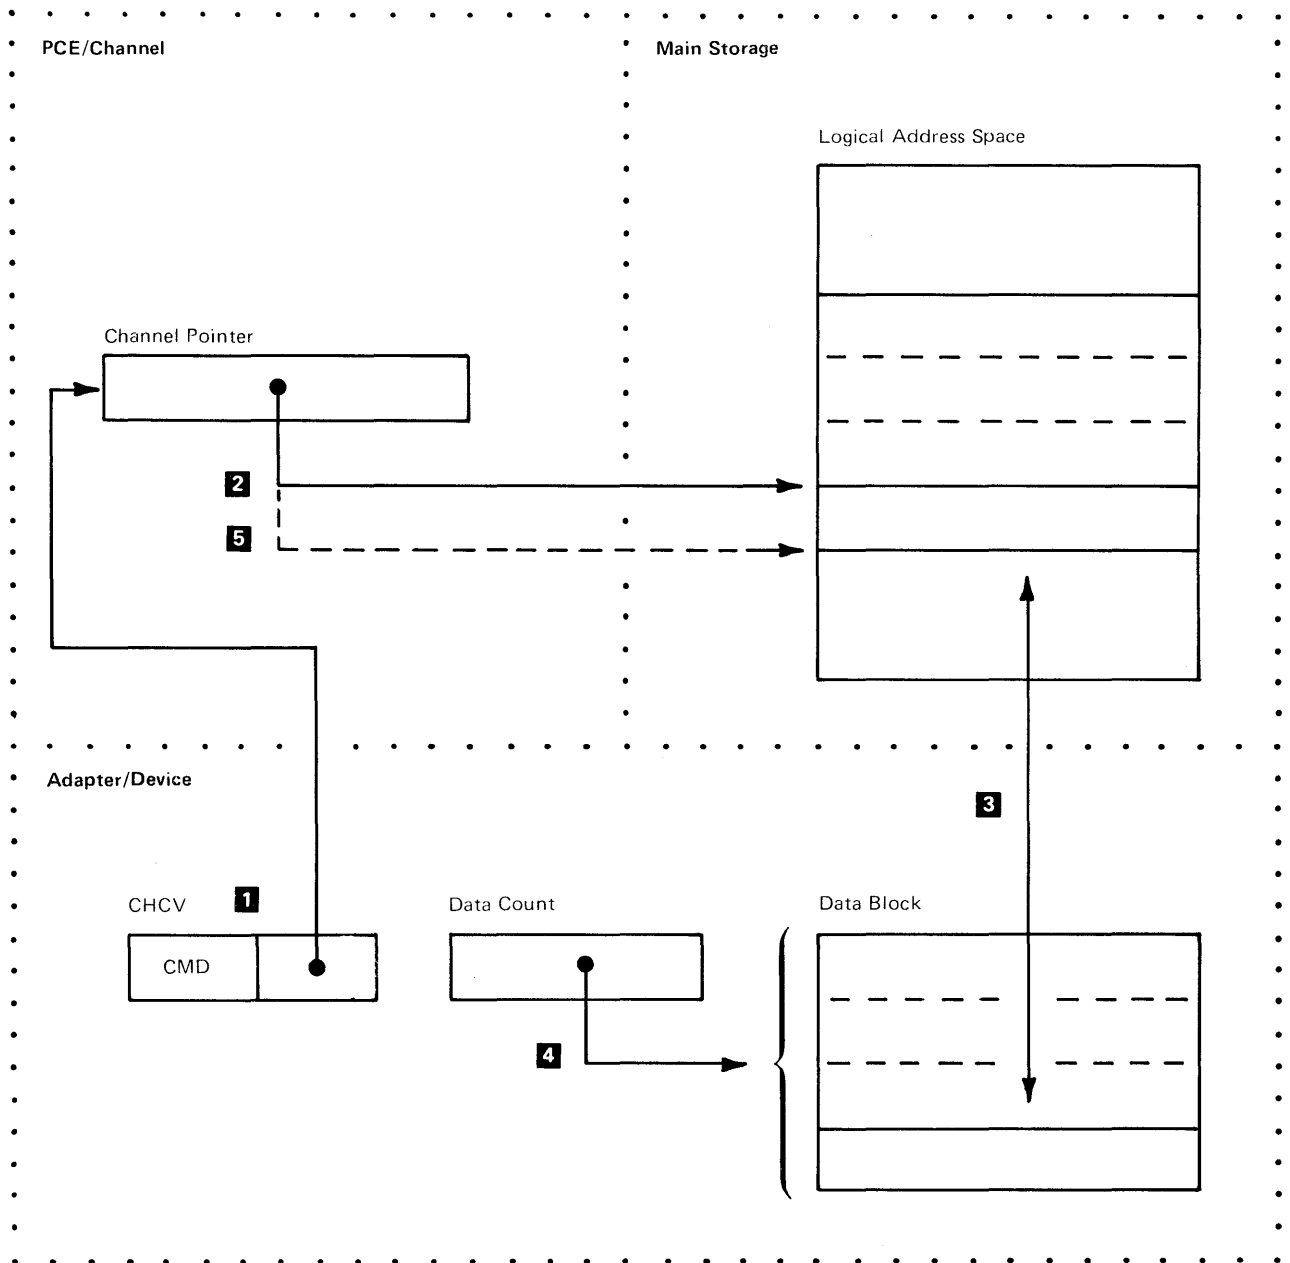 PCE/Channel
Main Storage
Logical Address Space
Channel Pointer
2
5
Adapter/Device
3
CHCV
1
Data Count
Data Block
CMD
4